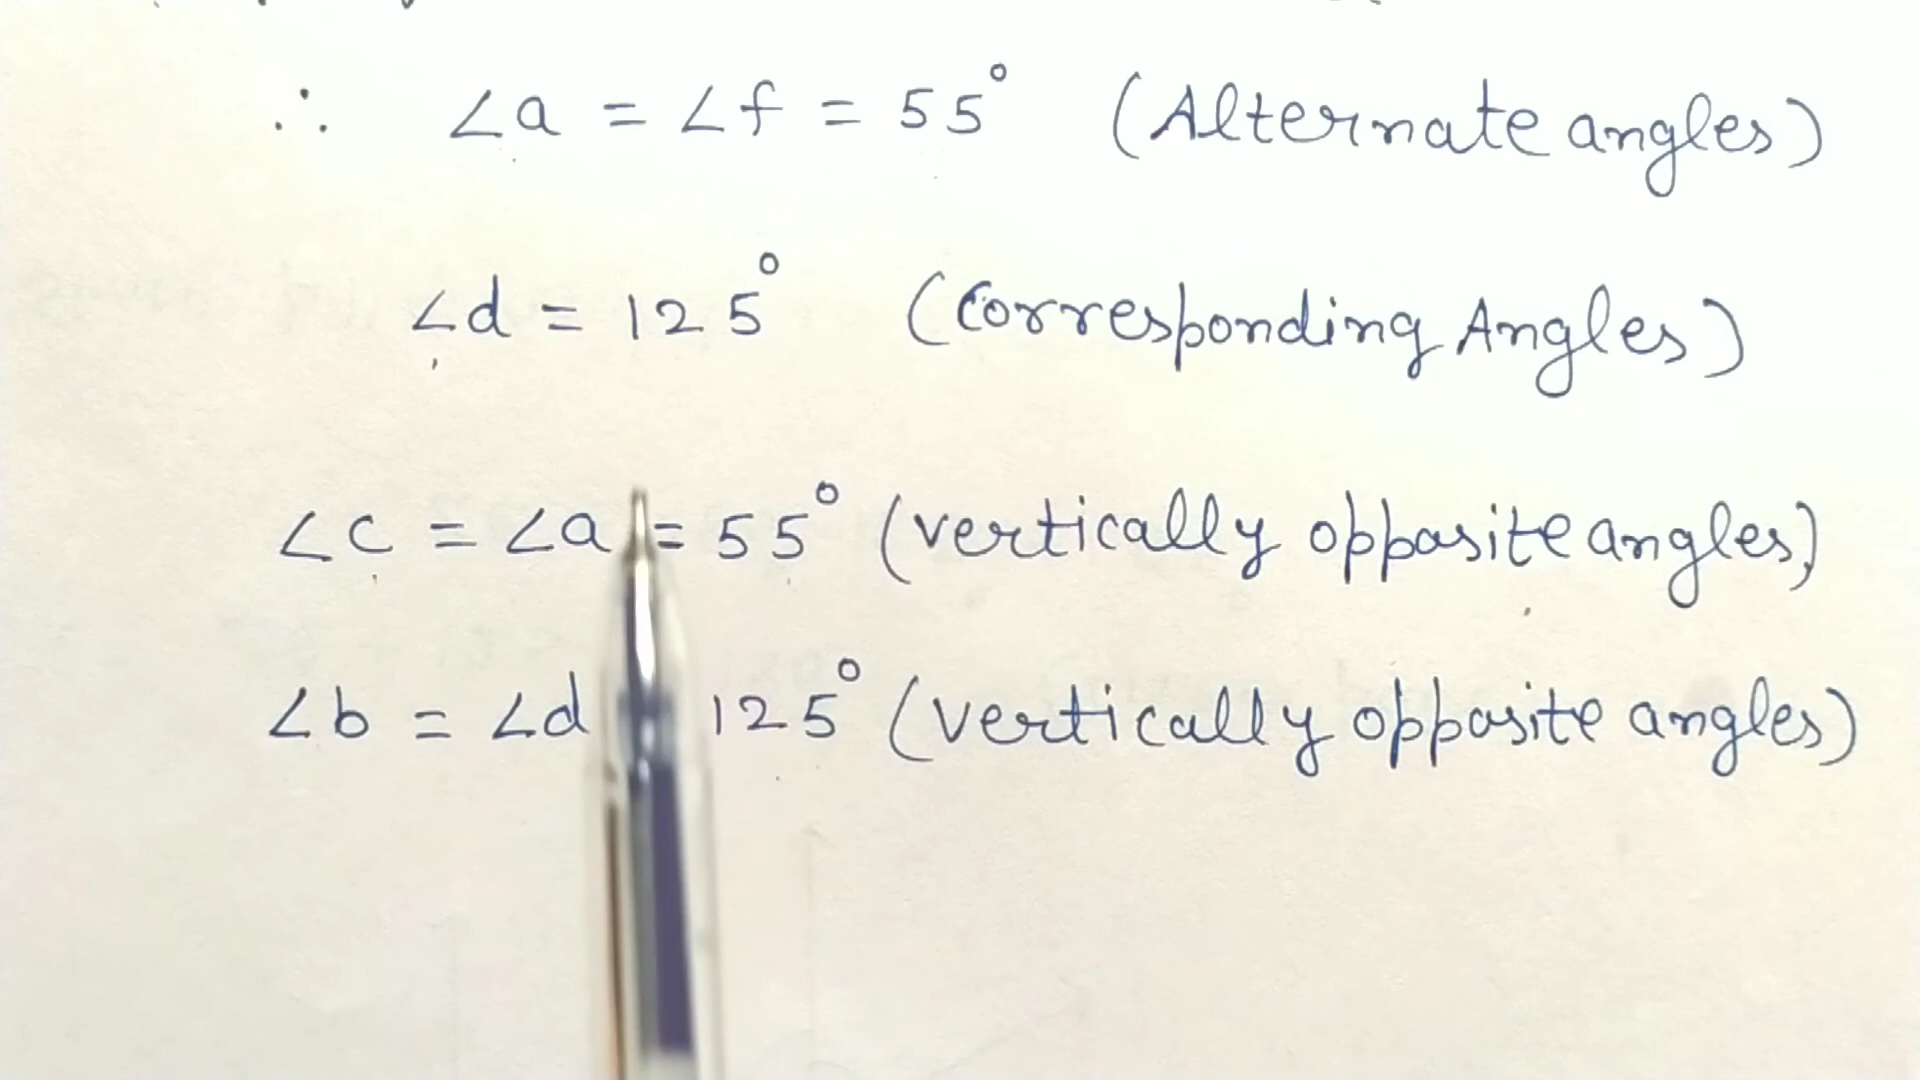 ∴ ∠a = ∠f = 55° (Alternate angles)
∠d = 125° (Corresponding Angles)
∠c = ∠a = 55° (vertically opposite angles)
∠b = ∠d 125° (vertically opposite angles)